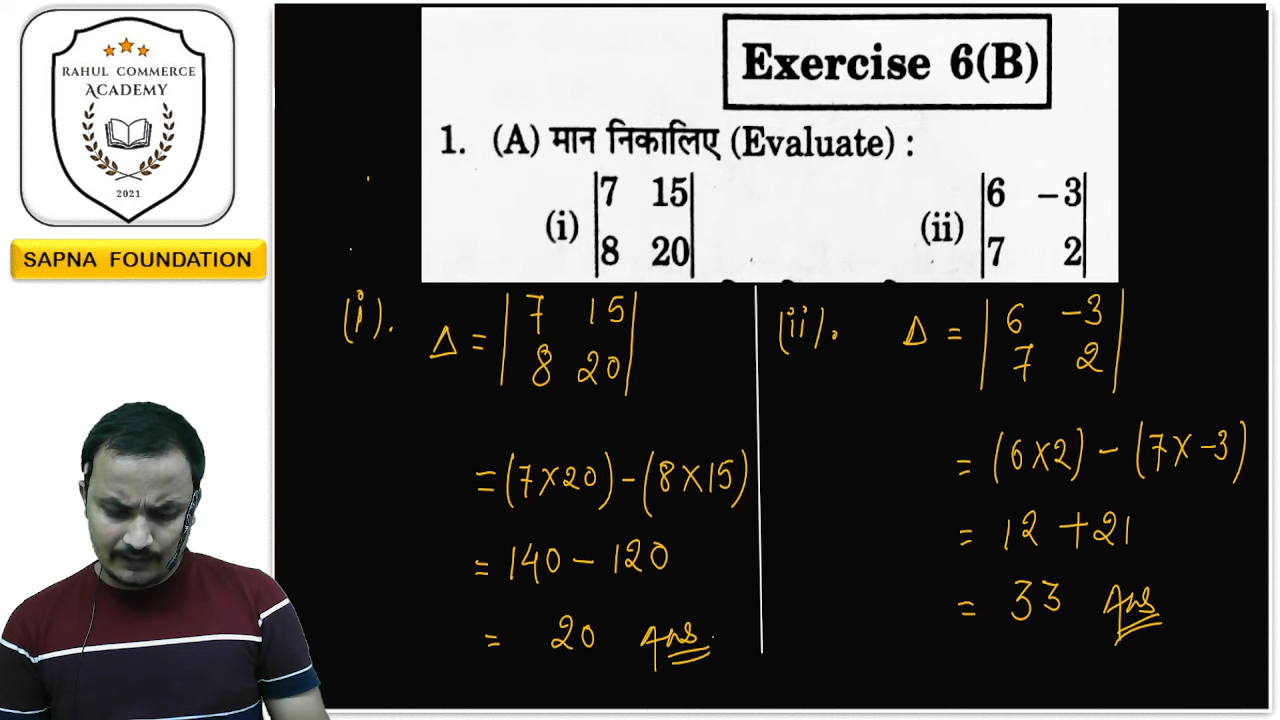 RAHUL COMMERCE
ACADEMY
2021
SAPNA FOUNDATION
Exercise 6(B)
1. (A) मान निकालिए (Evaluate) :
(i) |7 15|
|8 20|
(ii) |6 -3|
|7 2|
(i). Δ = |7 15|
|8 20|
= (7×20) - (8×15)
= 140 - 120
= 20 Ans.
(ii). Δ = |6 -3|
|7 2|
= (6×2) - (7×-3)
= 12 + 21
= 33 Ans